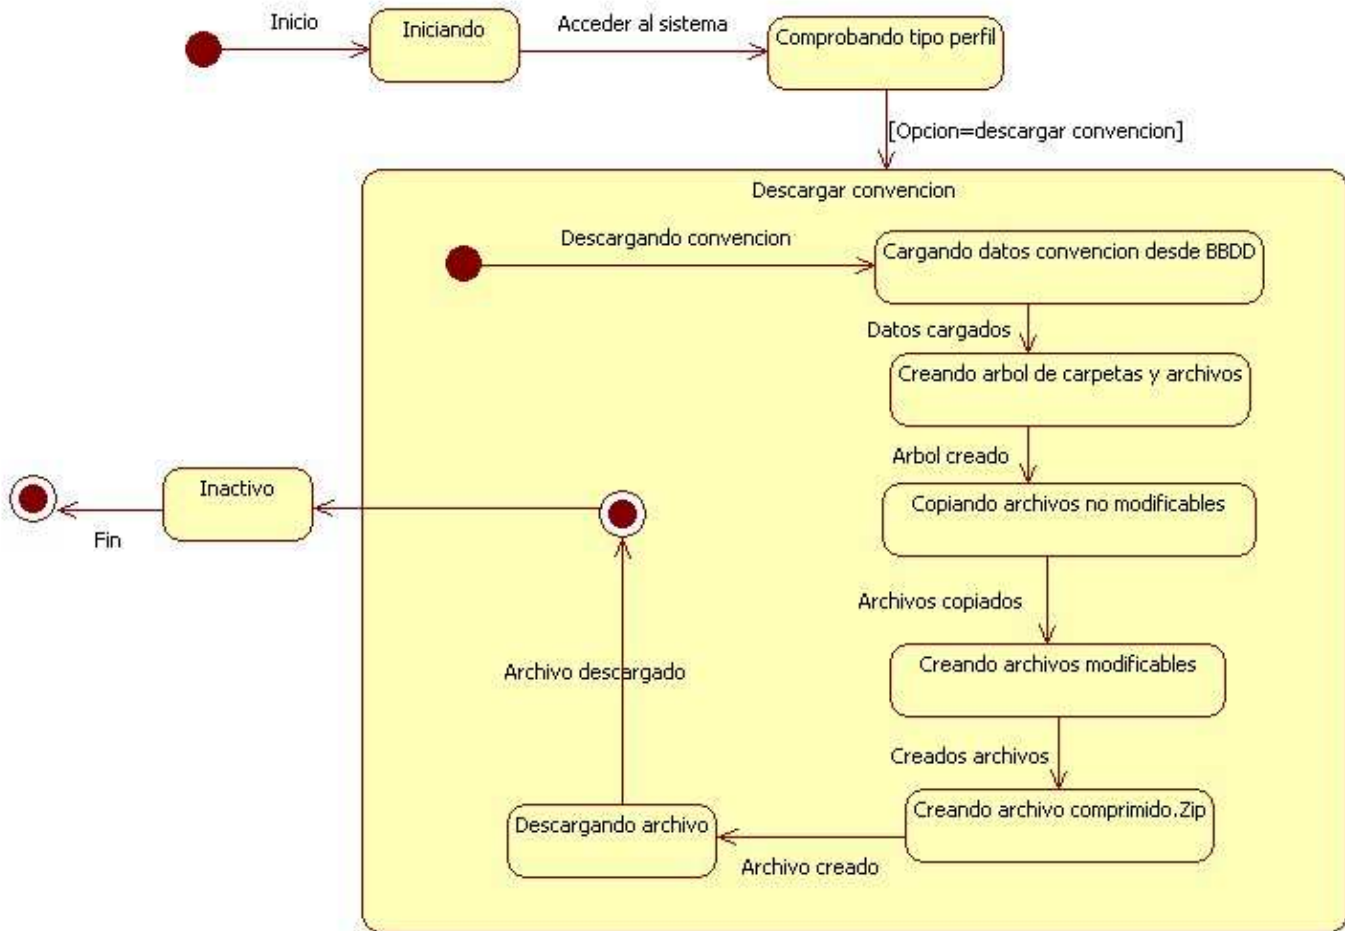 Inicio
Iniciando
Acceder al sistema
Comprobando tipo perfil
[Opcion=descargar convencion]
Descargar convencion
Descargando convencion
Cargando datos convencion desde BBDD
Datos cargados
Creando arbol de carpetas y archivos
Arbol creado
Copiando archivos no modificables
Inactivo
Fin
Archivos copiados
Creando archivos modificables
Archivo descargado
Creados archivos
Creando archivo comprimido.Zip
Descargando archivo
Archivo creado